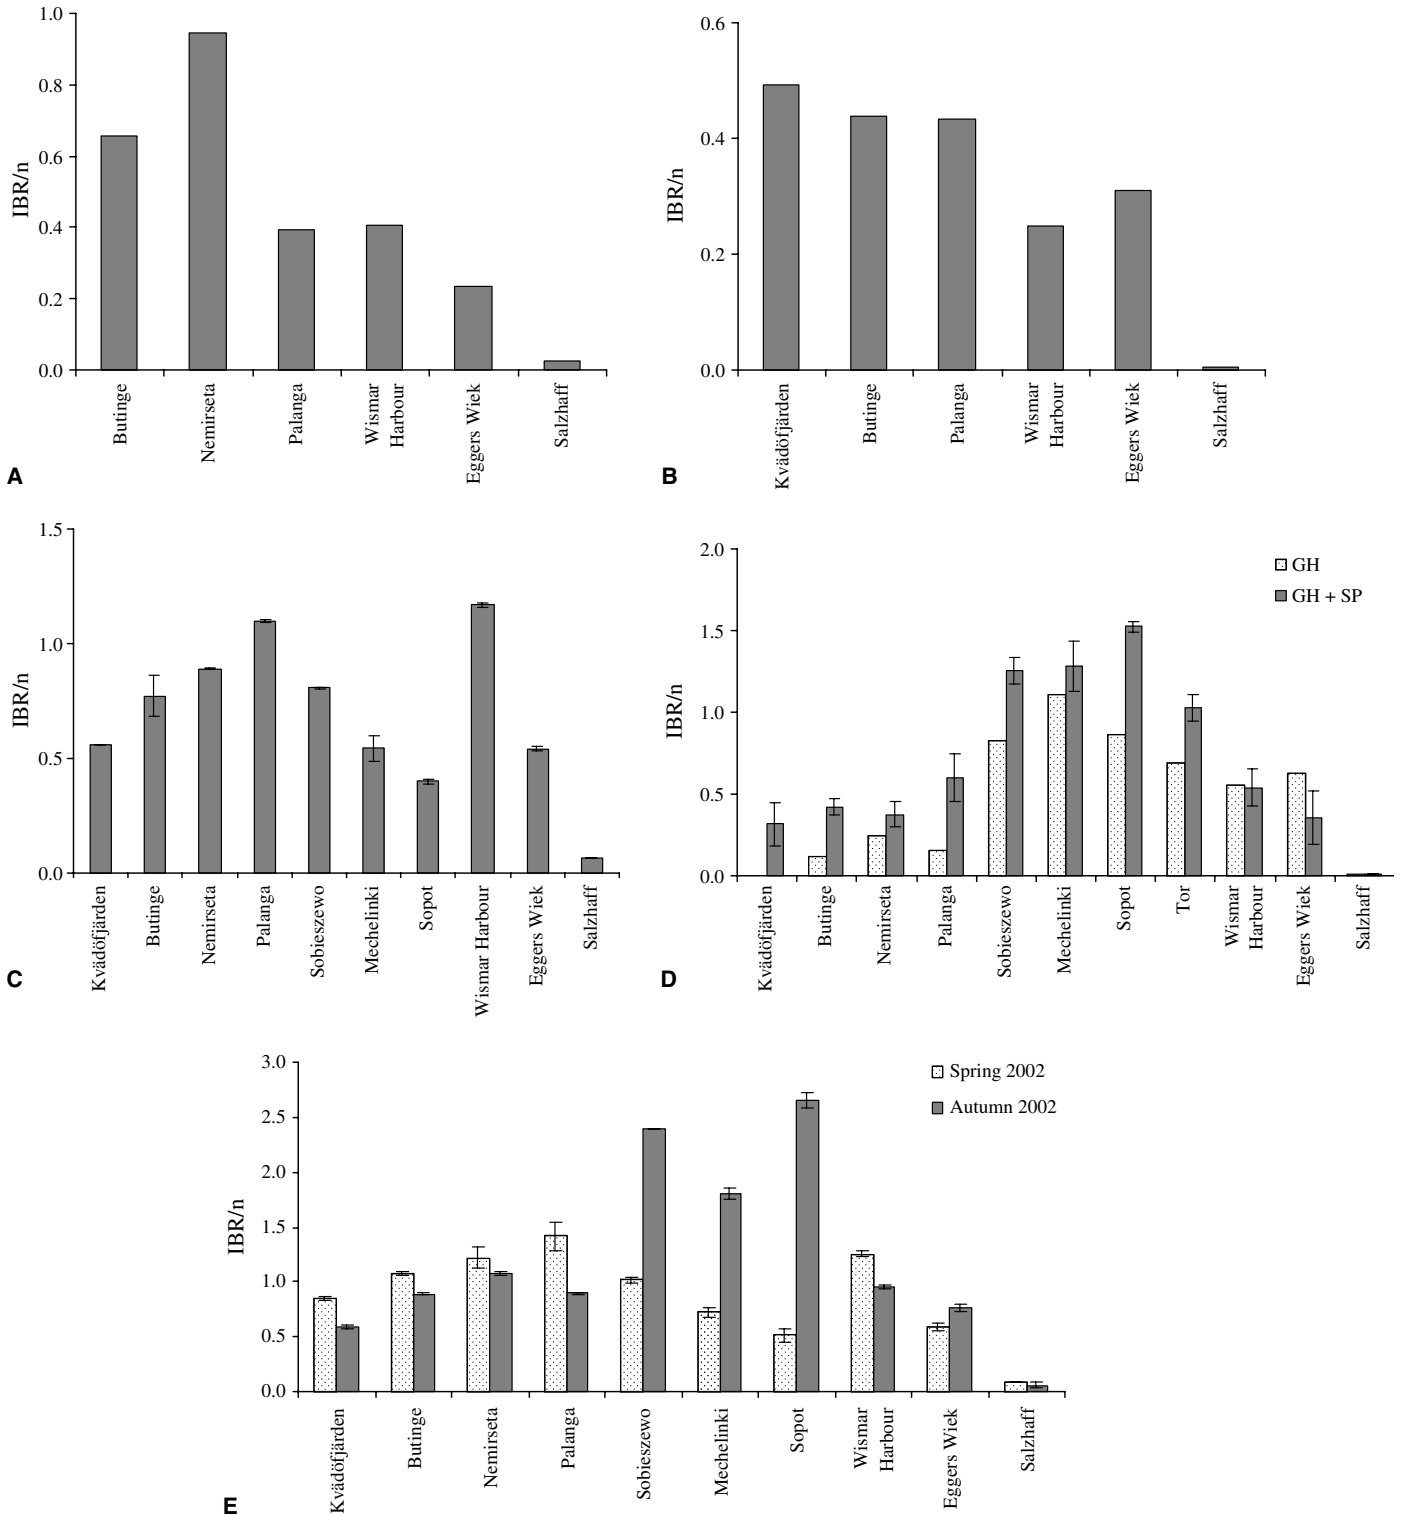 1.0
0.8
0.6
0.4
0.2
0.0
IBR/n
Butinge
Nemirseta
Palanga
Wismar
Harbour
Eggers Wiek
Salzhaff
A
0.6
0.4
0.2
0.0
IBR/n
Kvädöfjärden
Butinge
Palanga
Wismar
Harbour
Eggers Wiek
Salzhaff
B
1.5
1.0
0.5
0.0
IBR/n
Kvädöfjärden
Butinge
Nemirseta
Palanga
Sobieszewo
Mechelinki
Sopot
Wismar Harbour
Eggers Wiek
Salzhaff
C
2.0
1.5
1.0
0.5
0.0
IBR/n
GH
GH + SP
Kvädöfjärden
Butinge
Nemirseta
Palanga
Sobieszewo
Mechelinki
Sopot
Tor
Wismar
Harbour
Eggers Wiek
Salzhaff
D
3.0
2.5
2.0
1.5
1.0
0.5
0.0
IBR/n
Spring 2002
Autumn 2002
Kvädöfjärden
Butinge
Nemirseta
Palanga
Sobieszewo
Mechelinki
Sopot
Wismar
Harbour
Eggers Wiek
Salzhaff
E